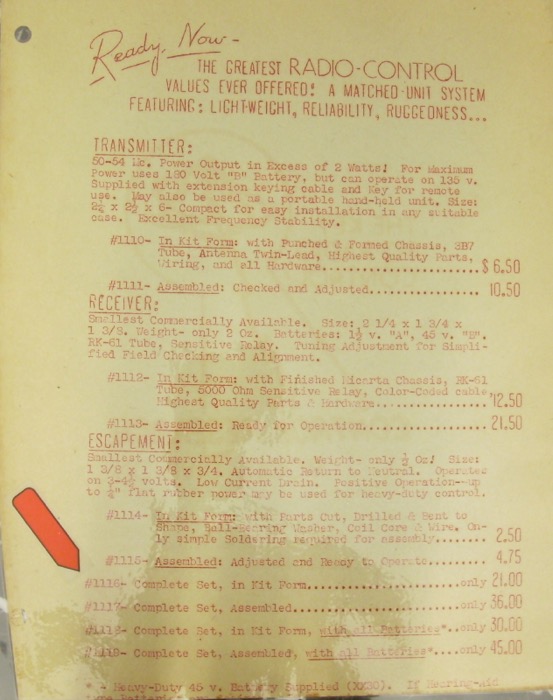 Ready, Now -
THE GREATEST RADIO-CONTROL
VALUES EVER OFFERED! A MATCHED-UNIT SYSTEM
FEATURING: LIGHT-WEIGHT, RELIABILITY, RUGGEDNESS...
TRANSMITTER:
50-54 Mc. Power Output in Excess of 2 Watts! For Maximum
Power uses 180 Volt "B" Battery, but can operate on 135 v.
Supplied with extension keying cable and Key for remote
use. May also be used as a portable hand-held unit. Size:
2¼ x 2½ x 6- Compact for easy installation in any suitable
case. Excellent Frequency Stability.
#1110- In Kit Form: with Punched & Formed Chassis, 3B7
Tube, Antenna Twin-Lead, Highest Quality Parts,
Wiring, and all Hardware.......................$ 6.50
#1111- Assembled: Checked and Adjusted................ 10.50
RECEIVER:
Smallest Commercially Available. Size: 2 1/4 x 1 3/4 x
1 3/8. Weight- only 2 Oz. Batteries: 1½ v. "A", 45 v. "B".
RK-61 Tube, Sensitive Relay. Tuning Adjustment for Simpli-
fied Field Checking and Alignment.
#1112- In Kit Form: with Finished Micarta Chassis, RK-61
Tube, 5000 Ohm Sensitive Relay, Color-Coded cable
Highest Quality Parts & Hardware................ 12.50
#1113- Assembled: Ready for Operation................. 21.50
ESCAPEMENT:
Smallest Commercially Available. Weight- only ½ Oz! Size:
1 3/8 x 1 3/8 x 3/4. Automatic Return to Neutral. Operates
on 3-4½ volts. Low Current Drain. Positive Operation--up
to flat rubber power may be used for heavy-duty control.
#1114- In Kit Form: with Parts Cut, Drilled & Bent to
Shape, Ball-Bearing Washer, Coil Core & Wire. On-
ly simple Soldering required for assembly....... 2.50
#1115- Assembled: Adjusted and Ready to Operate....... 4.75
#1116- Complete Set, in Kit Form......................only 21.00
#1117- Complete Set, Assembled........................only 36.00
#1118- Complete Set, in Kit Form, with all Batteries*..only 30.00
#1119- Complete Set, Assembled, with all Batteries*...only 45.00
* - Heavy-Duty 45 v. Battery Supplied (XX30). If Hearing-Aid